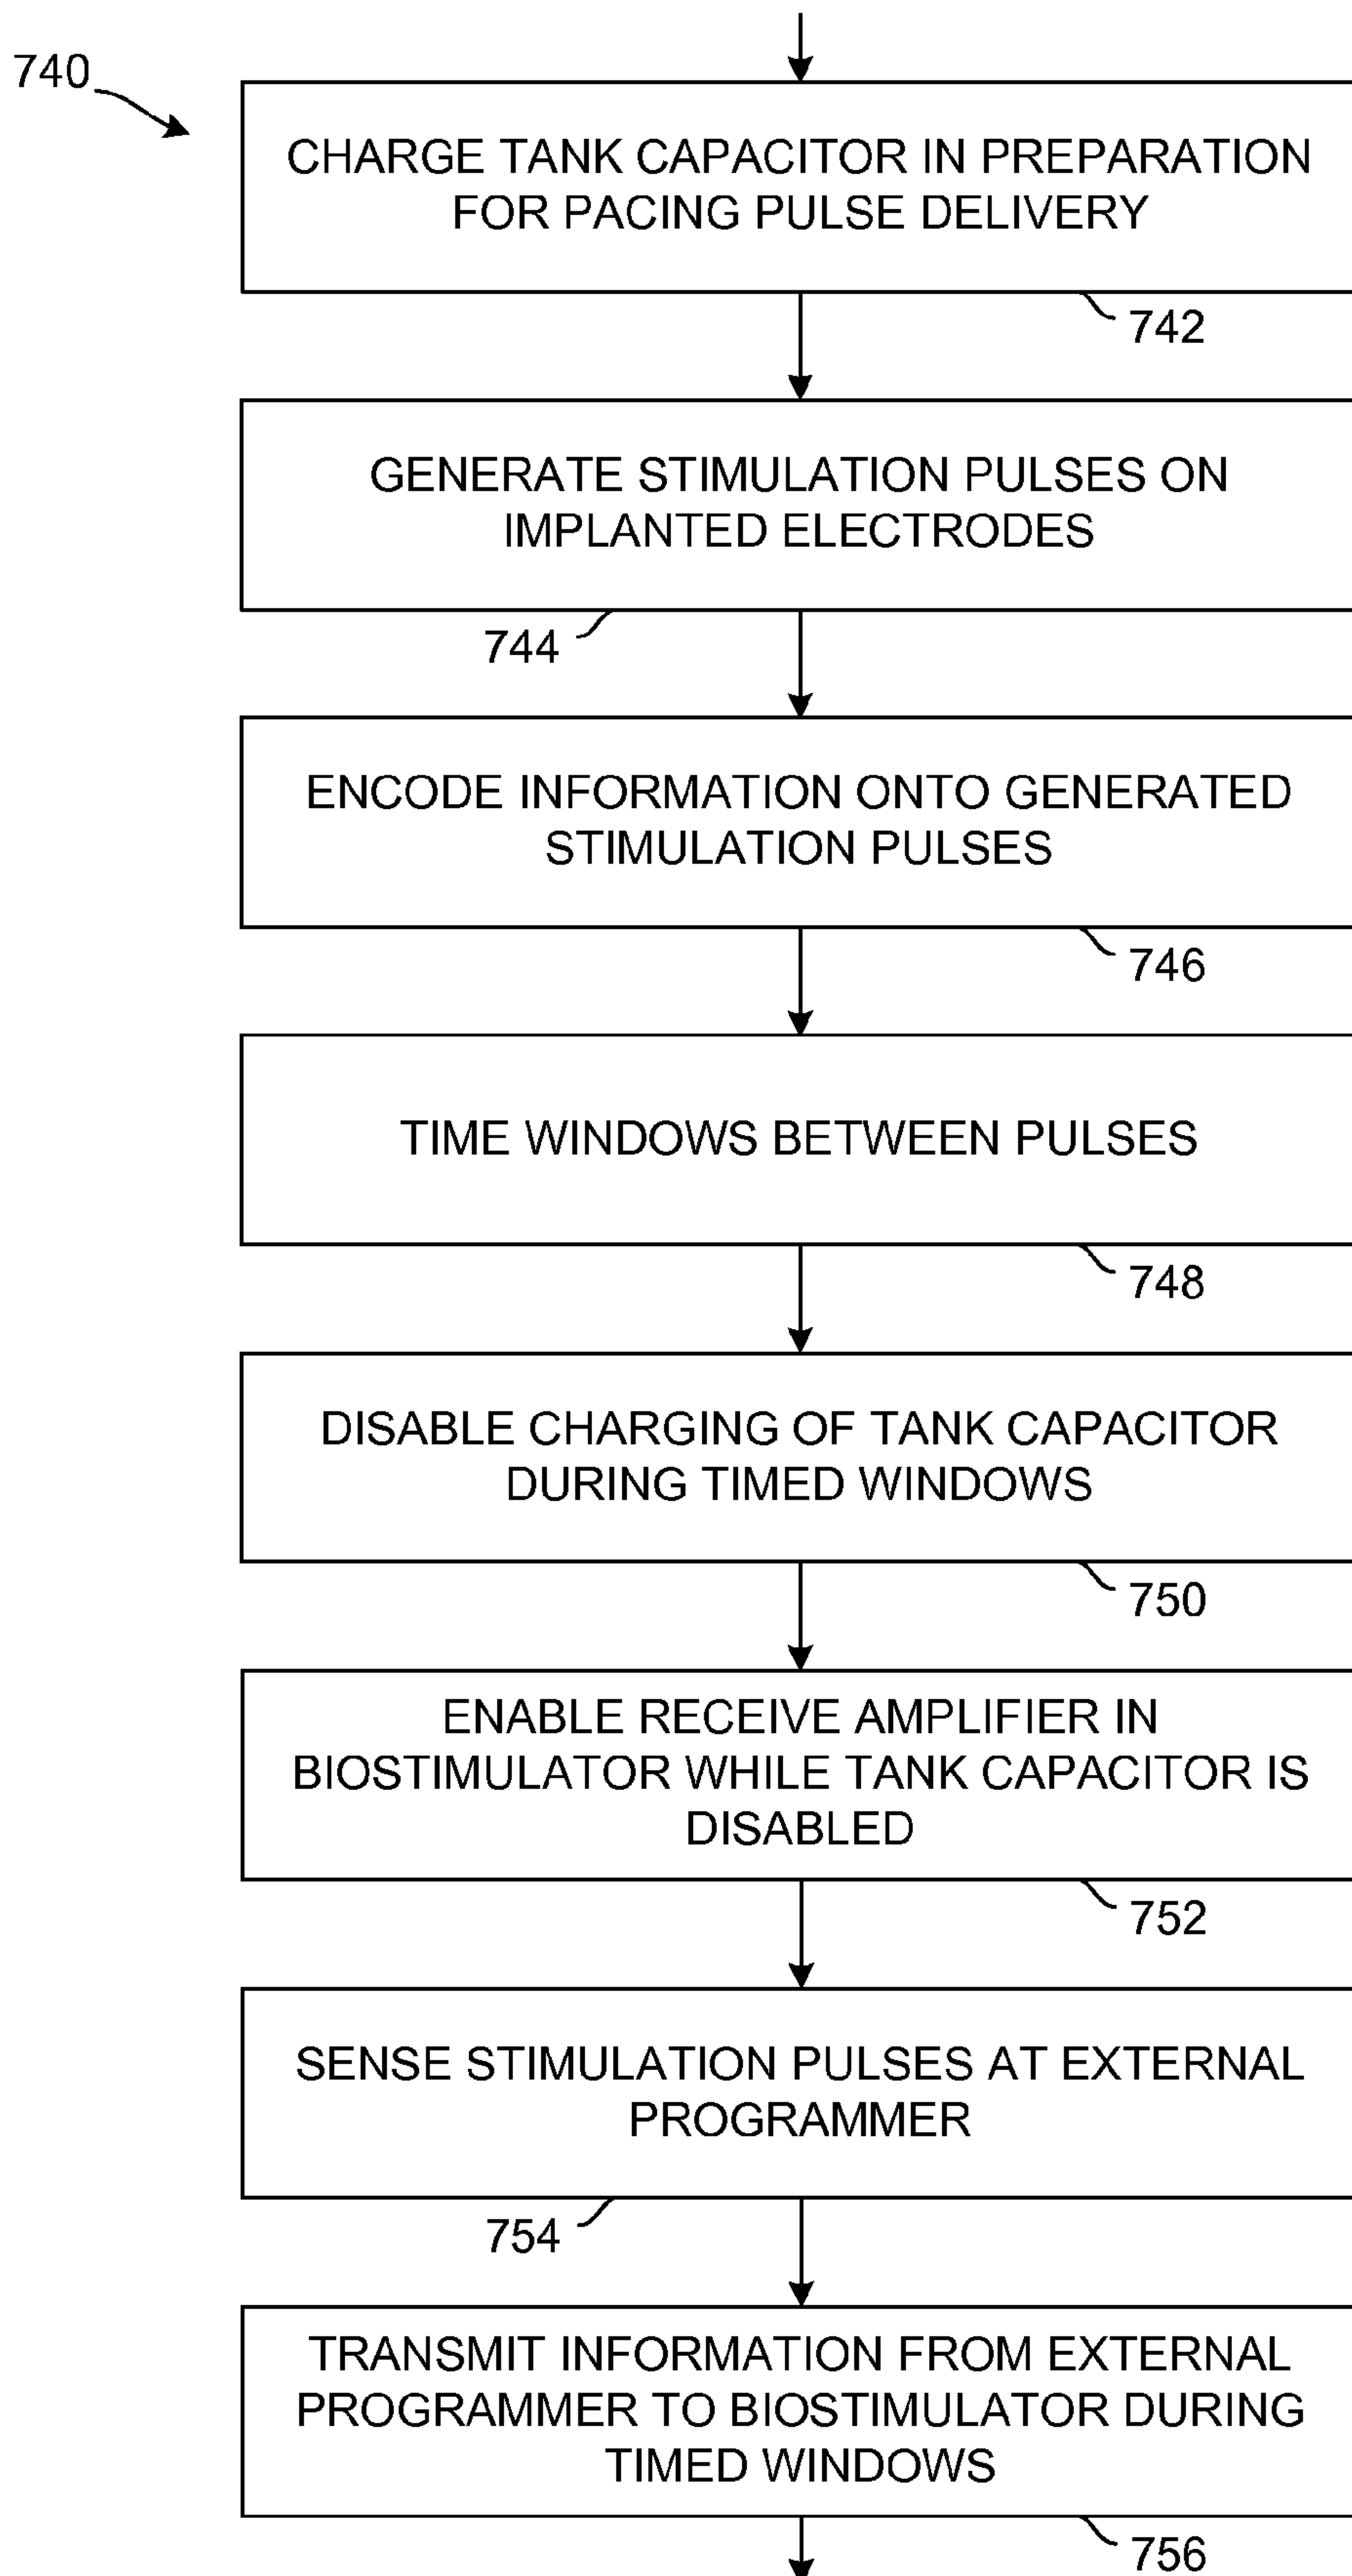 740
CHARGE TANK CAPACITOR IN PREPARATION
FOR PACING PULSE DELIVERY
742
GENERATE STIMULATION PULSES ON
IMPLANTED ELECTRODES
744
ENCODE INFORMATION ONTO GENERATED
STIMULATION PULSES
746
TIME WINDOWS BETWEEN PULSES
748
DISABLE CHARGING OF TANK CAPACITOR
DURING TIMED WINDOWS
750
ENABLE RECEIVE AMPLIFIER IN
BIOSTIMULATOR WHILE TANK CAPACITOR IS
DISABLED
752
SENSE STIMULATION PULSES AT EXTERNAL
PROGRAMMER
754
TRANSMIT INFORMATION FROM EXTERNAL
PROGRAMMER TO BIOSTIMULATOR DURING
TIMED WINDOWS
756